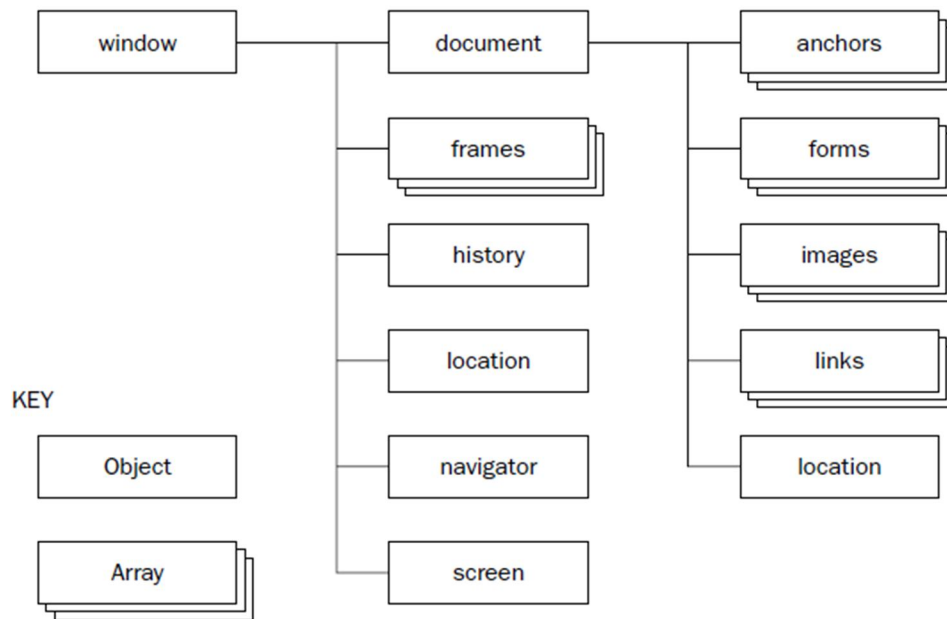 window
document
anchors
frames
forms
history
images
location
links
KEY
Object
navigator
location
Array
screen